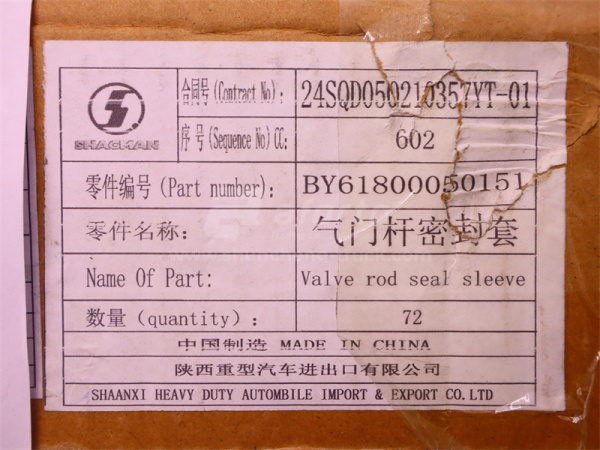 合同号(Contract No): 24SQD050210357YT-01
SHACMAN
序号(Sequence No)CC: 602
零件编号(Part number): BY61800050151
零件名称: 气门杆密封套
Name Of Part: Valve rod seal sleeve
数量(quantity): 72
中国制造 MADE IN CHINA
陕西重型汽车进出口有限公司
SHAANXI HEAVY DUTY AUTOMBILE IMPORT & EXPORT CO.LTD